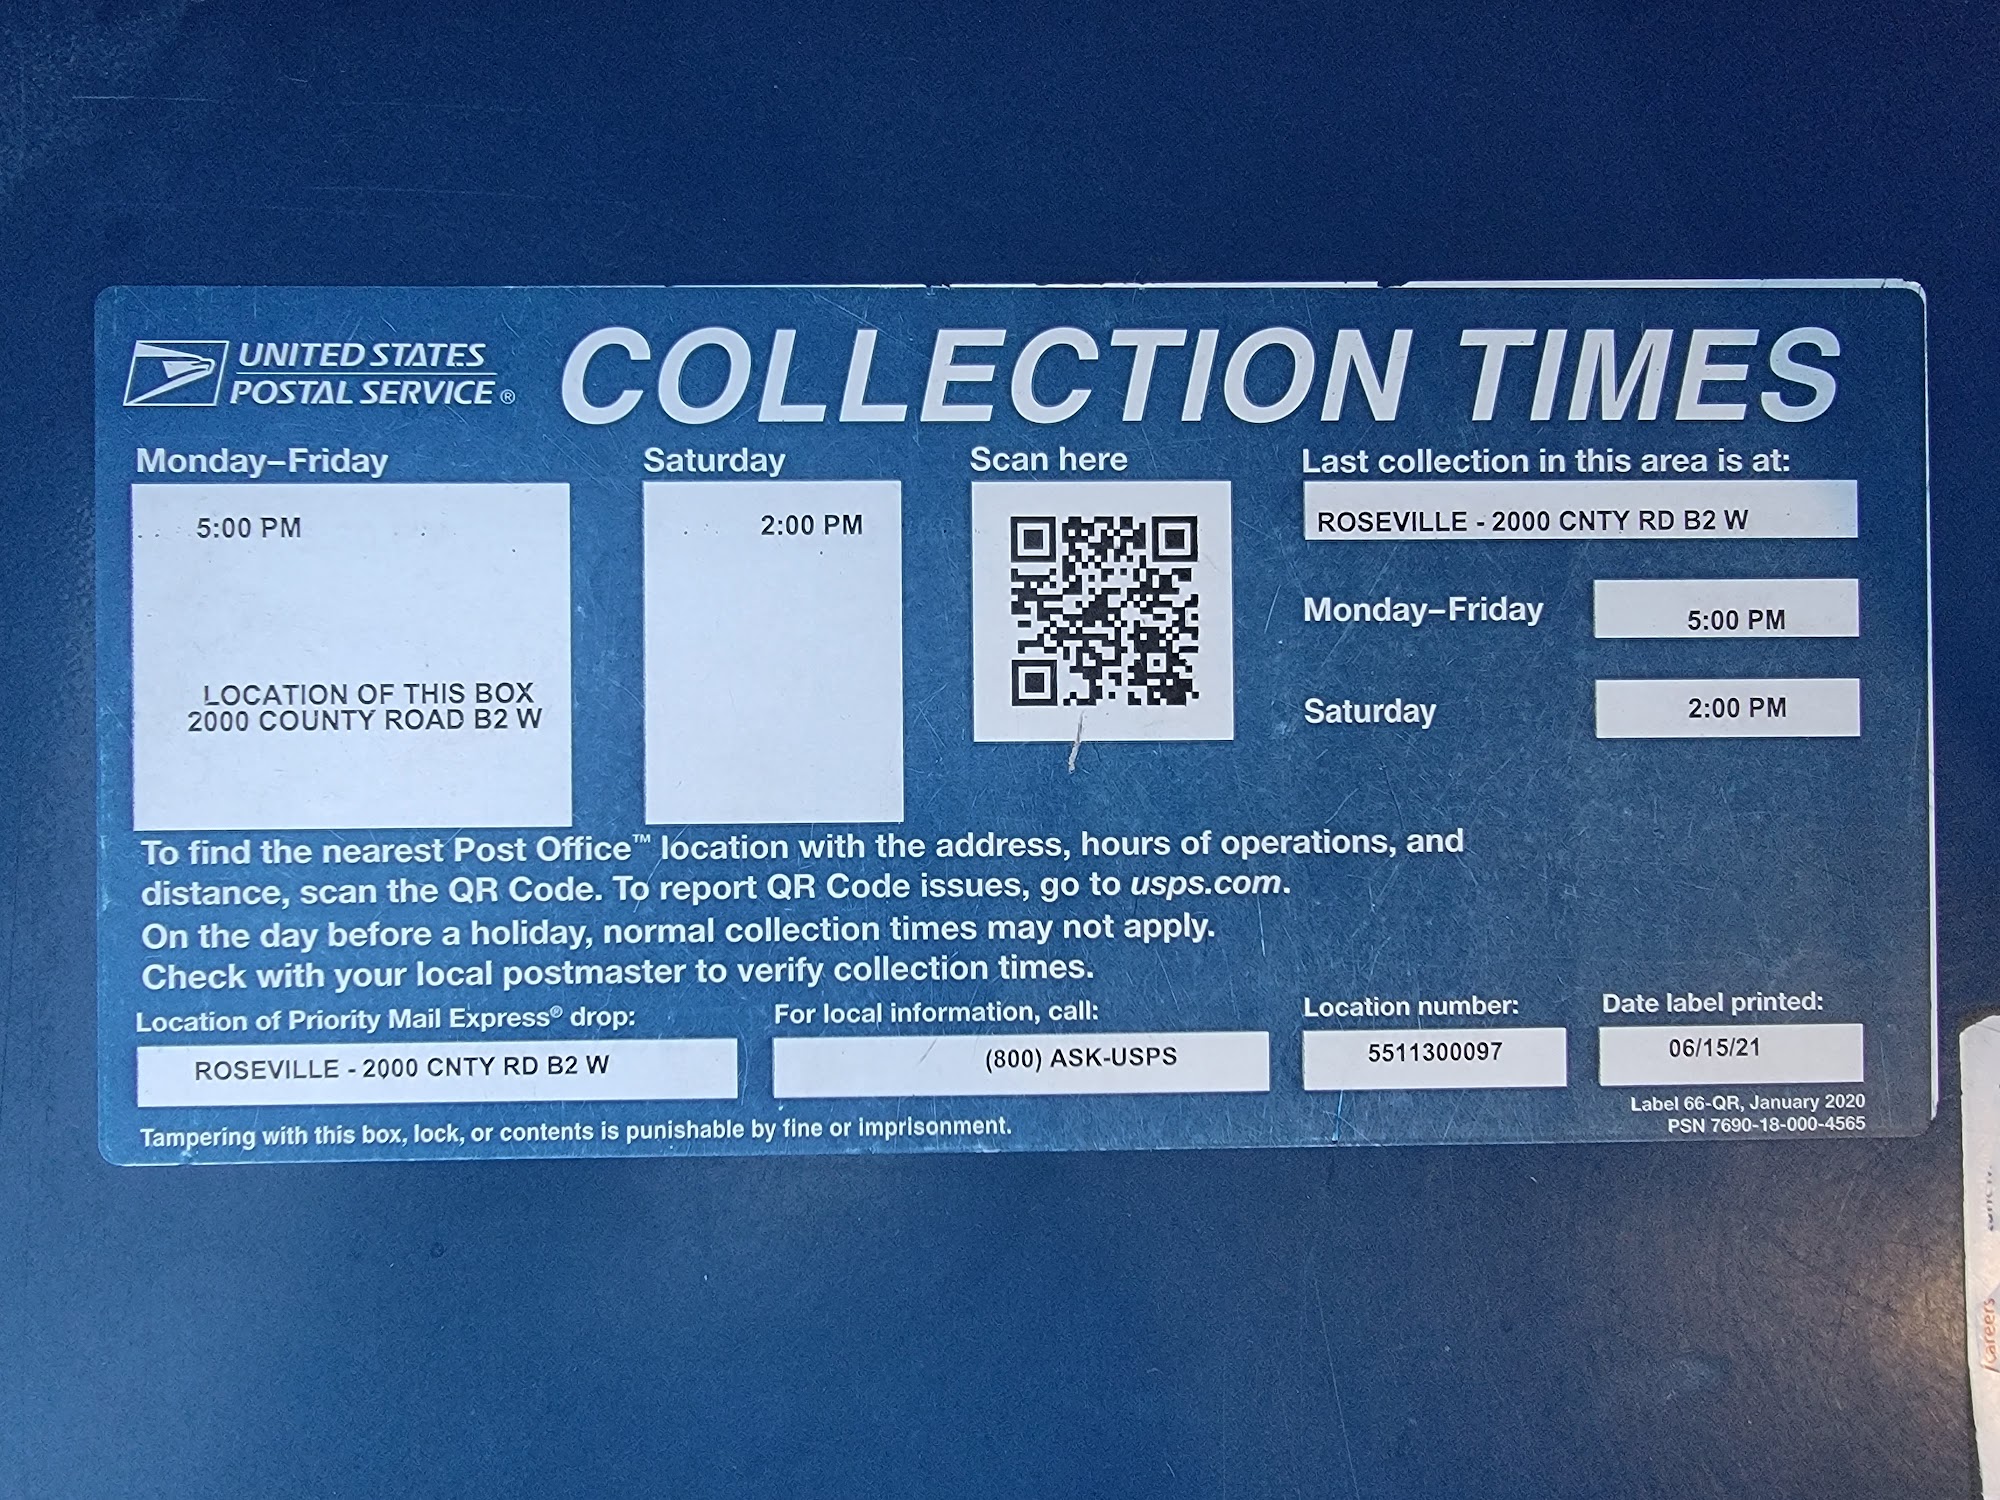 UNITED STATES
POSTAL SERVICE®
COLLECTION TIMES
Monday–Friday
5:00 PM
LOCATION OF THIS BOX
2000 COUNTY ROAD B2 W
Saturday
2:00 PM
Scan here
Last collection in this area is at:
ROSEVILLE - 2000 CNTY RD B2 W
Monday–Friday
5:00 PM
Saturday
2:00 PM
To find the nearest Post Office™ location with the address, hours of operations, and
distance, scan the QR Code. To report QR Code issues, go to usps.com.
On the day before a holiday, normal collection times may not apply.
Check with your local postmaster to verify collection times.
Location of Priority Mail Express® drop:
ROSEVILLE - 2000 CNTY RD B2 W
For local information, call:
(800) ASK-USPS
Location number:
5511300097
Date label printed:
06/15/21
Label 66-QR, January 2020
PSN 7690-18-000-4565
Tampering with this box, lock, or contents is punishable by fine or imprisonment.
/careers